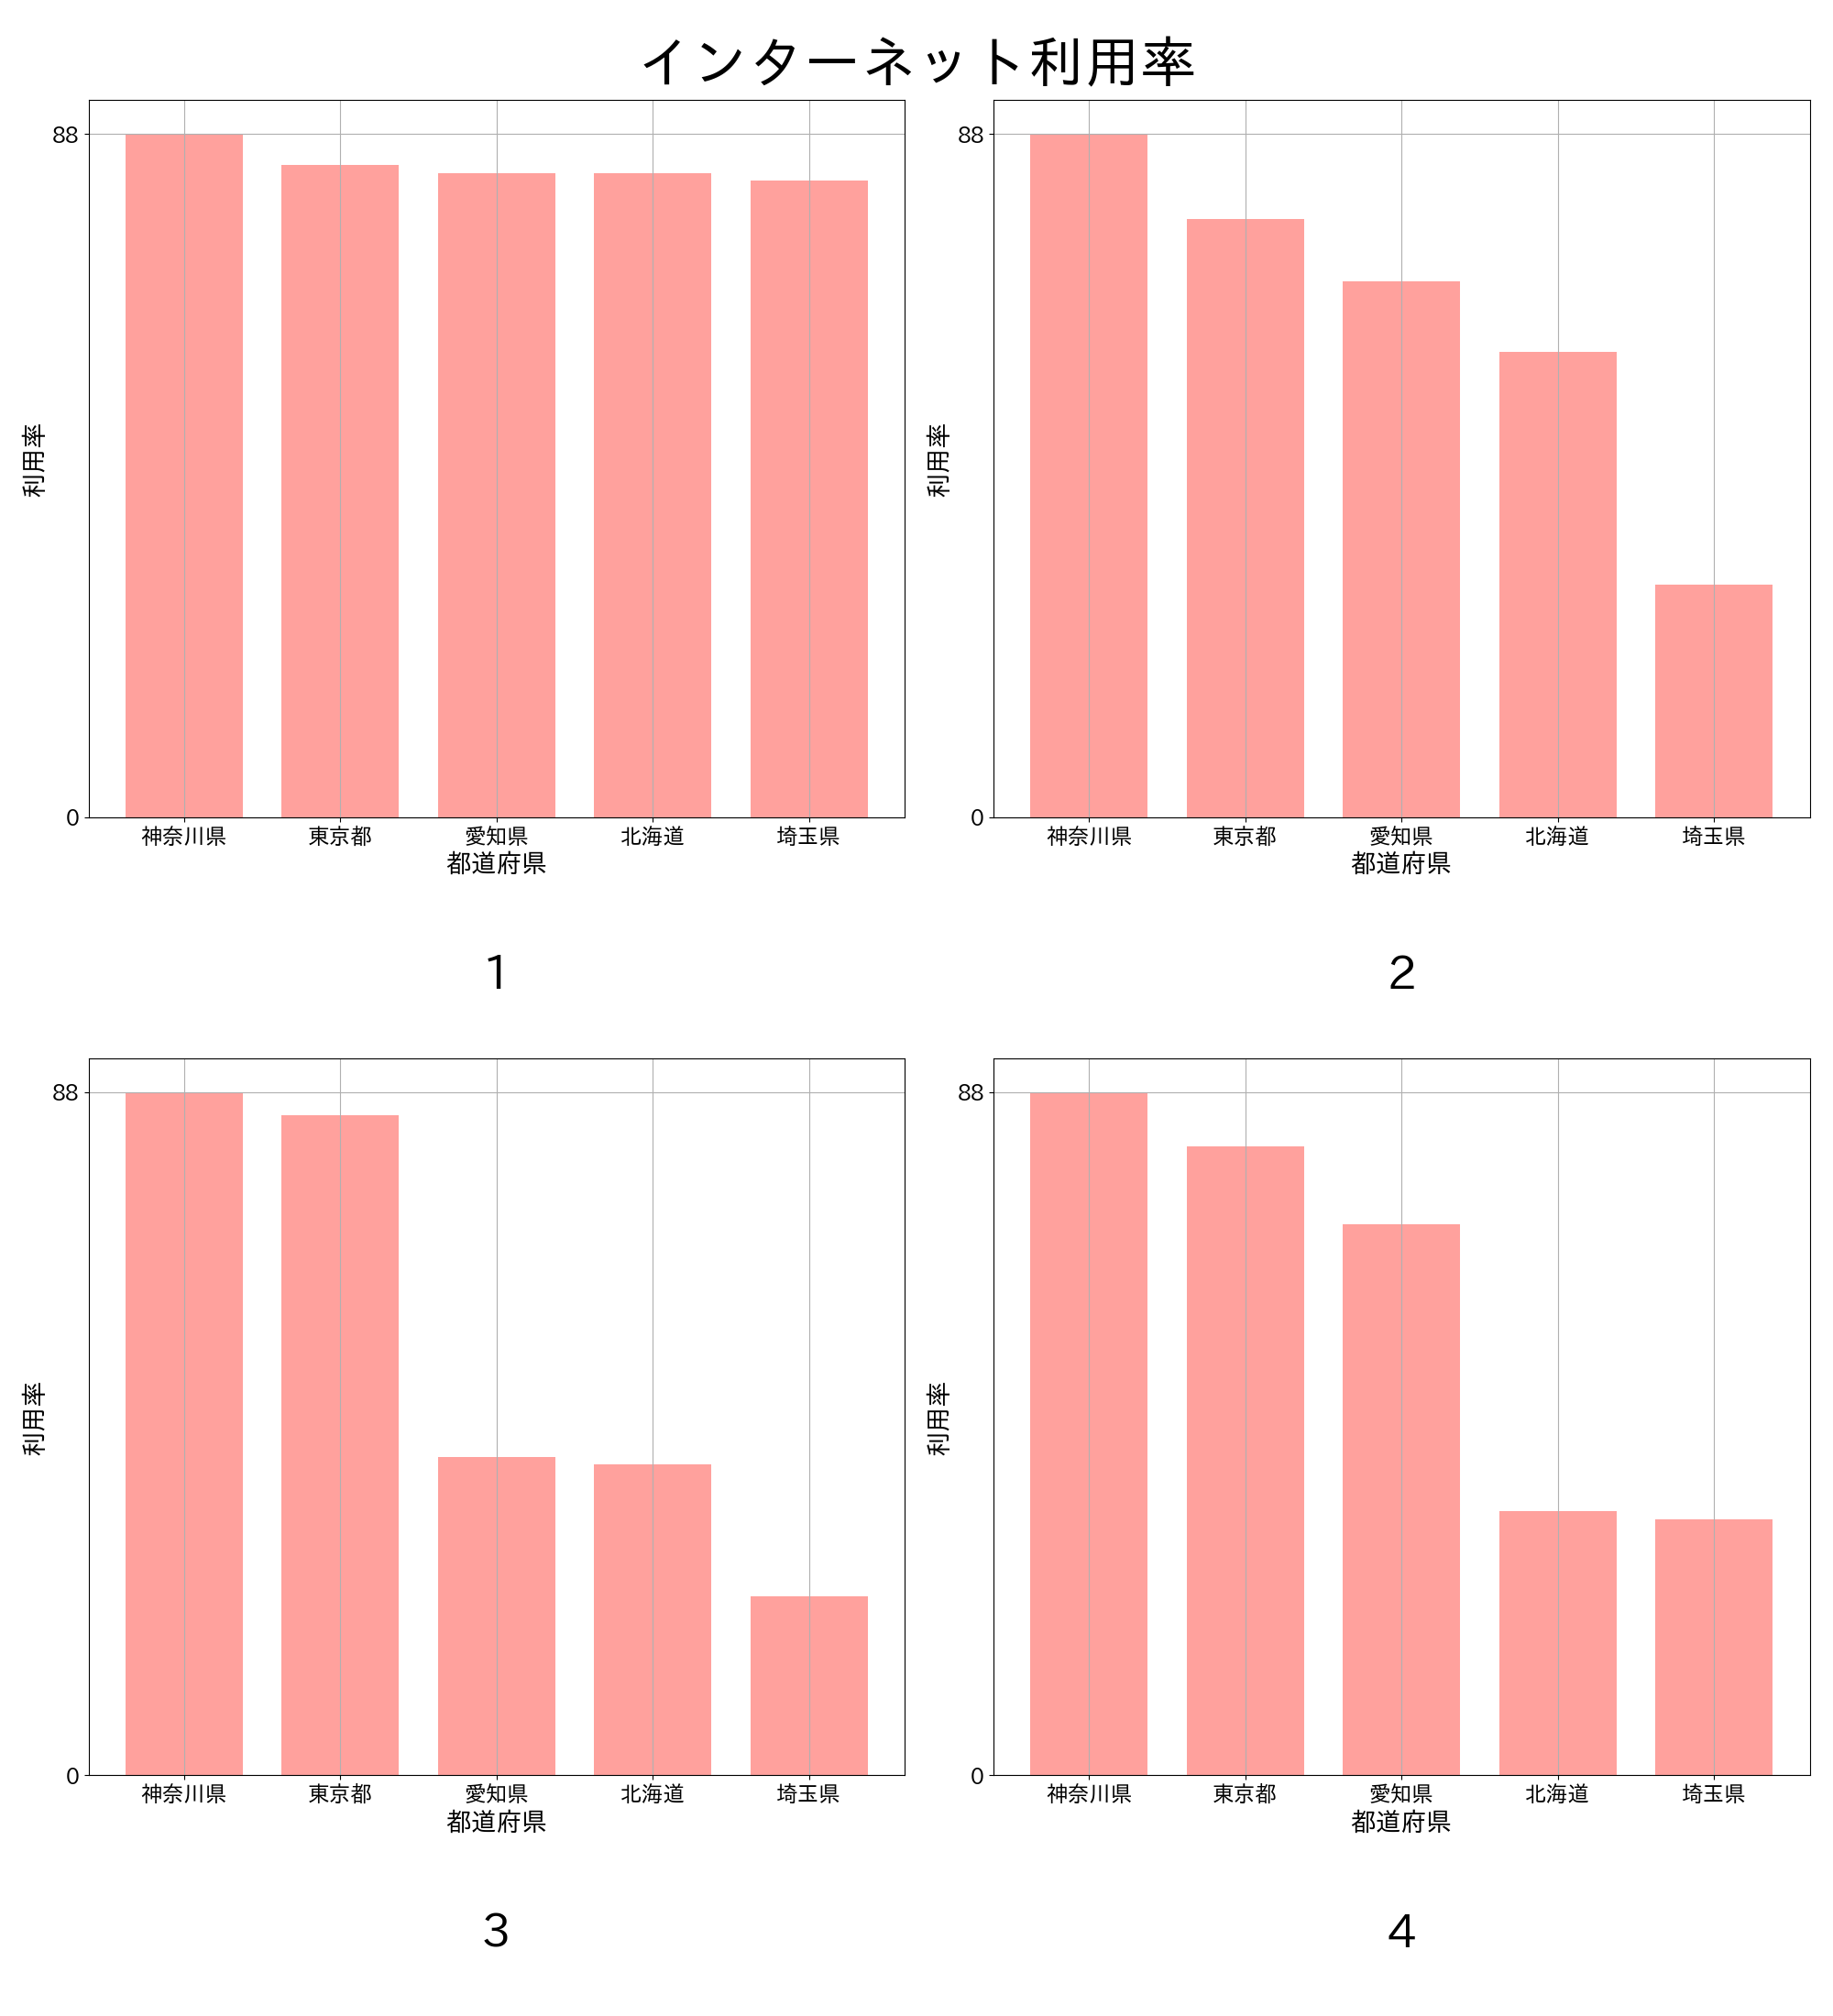 インターネット利用率
88
0
利用率
神奈川県 東京都 愛知県 北海道 埼玉県
都道府県
1
88
0
利用率
神奈川県 東京都 愛知県 北海道 埼玉県
都道府県
2
88
0
利用率
神奈川県 東京都 愛知県 北海道 埼玉県
都道府県
3
88
0
利用率
神奈川県 東京都 愛知県 北海道 埼玉県
都道府県
4